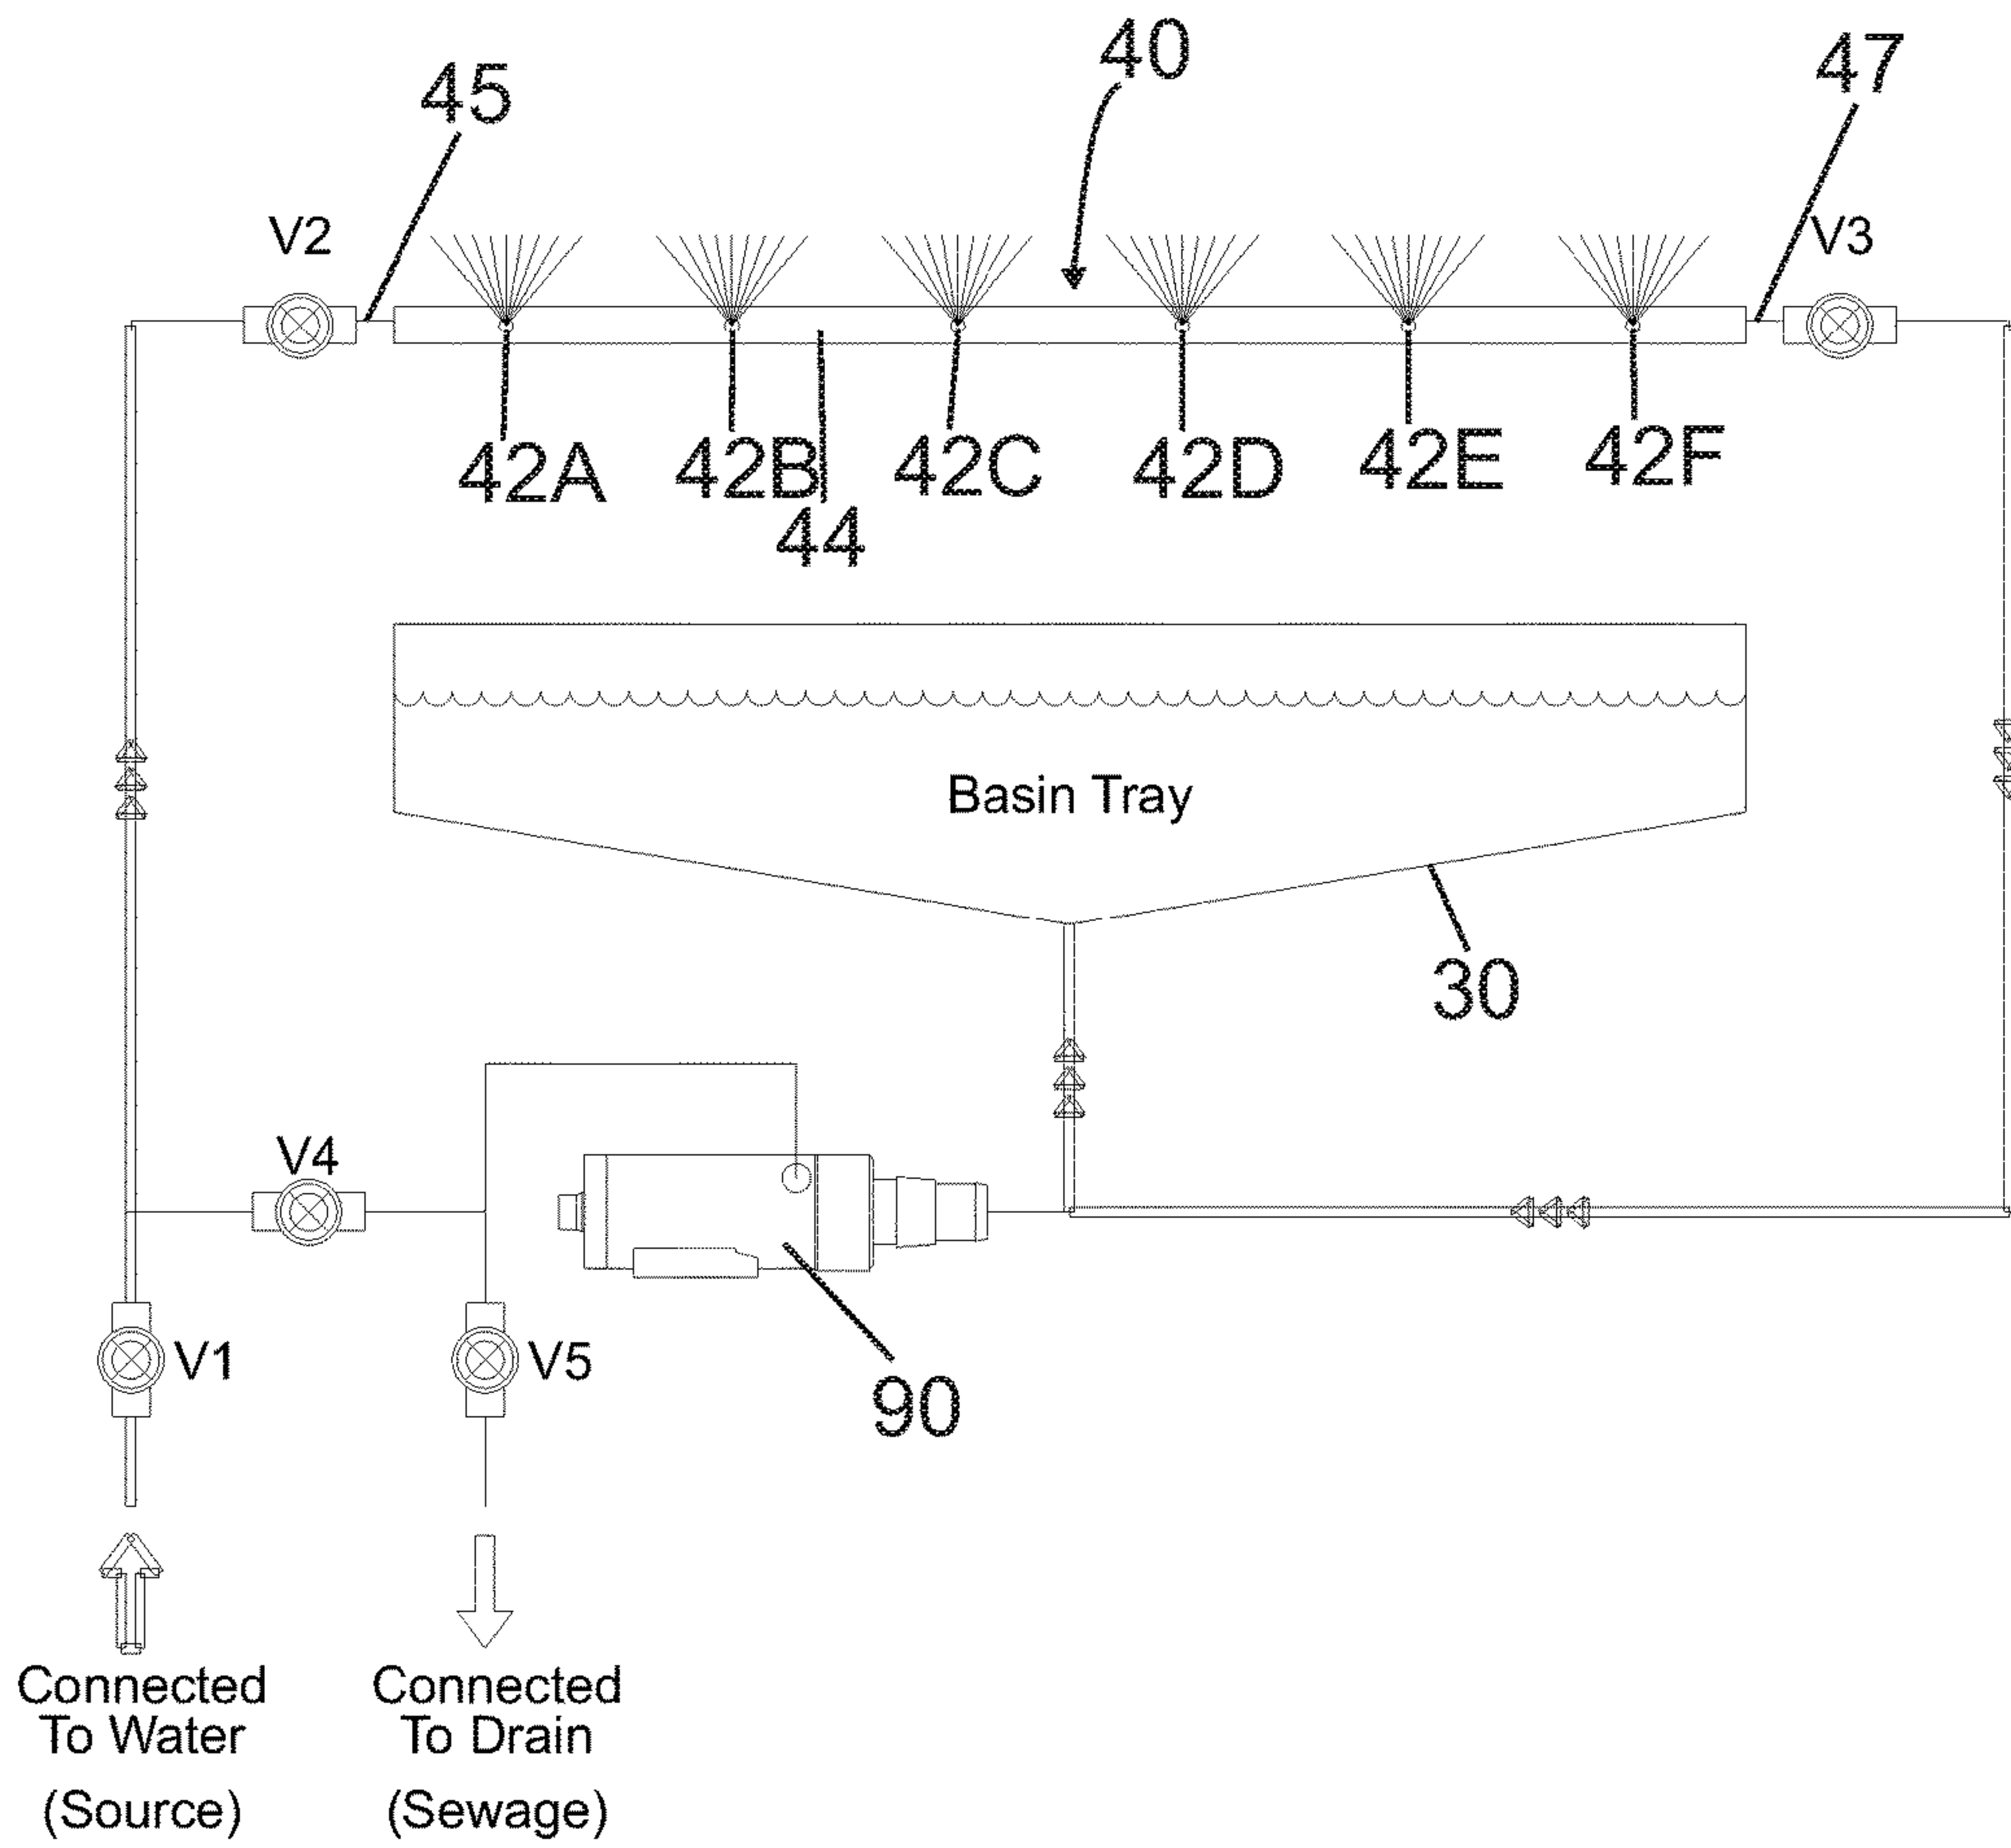 40
47
45
V2
V3
42A
42B
42C
42D
42E
42F
44
Basin Tray
30
V4
V1
V5
90
Connected
To Water
(Source)
Connected
To Drain
(Sewage)